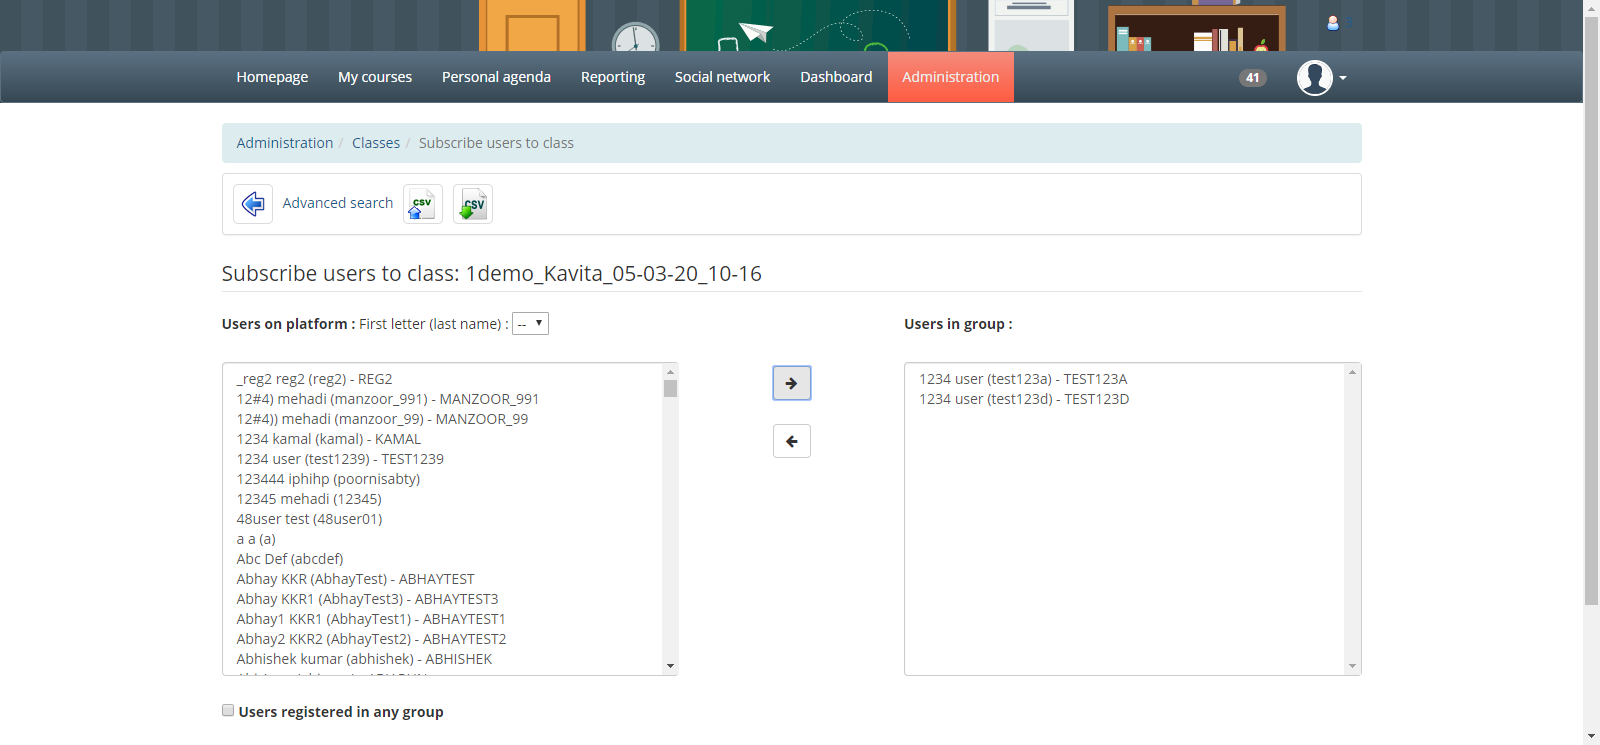 Homepage My courses Personal agenda Reporting Social network Dashboard Administration 41
Administration / Classes / Subscribe users to class
Advanced search CSV CSV
Subscribe users to class: 1demo_Kavita_05-03-20_10-16
Users on platform : First letter (last name) : --
Users in group :
_reg2 reg2 (reg2) - REG2
12#4) mehadi (manzoor_991) - MANZOOR_991
12#4)) mehadi (manzoor_99) - MANZOOR_99
1234 kamal (kamal) - KAMAL
1234 user (test1239) - TEST1239
123444 iphihp (poornisabty)
12345 mehadi (12345)
48user test (48user01)
a a (a)
Abc Def (abcdef)
Abhay KKR (AbhayTest) - ABHAYTEST
Abhay KKR1 (AbhayTest3) - ABHAYTEST3
Abhay1 KKR1 (AbhayTest1) - ABHAYTEST1
Abhay2 KKR2 (AbhayTest2) - ABHAYTEST2
Abhishek kumar (abhishek) - ABHISHEK
1234 user (test123a) - TEST123A
1234 user (test123d) - TEST123D
Users registered in any group